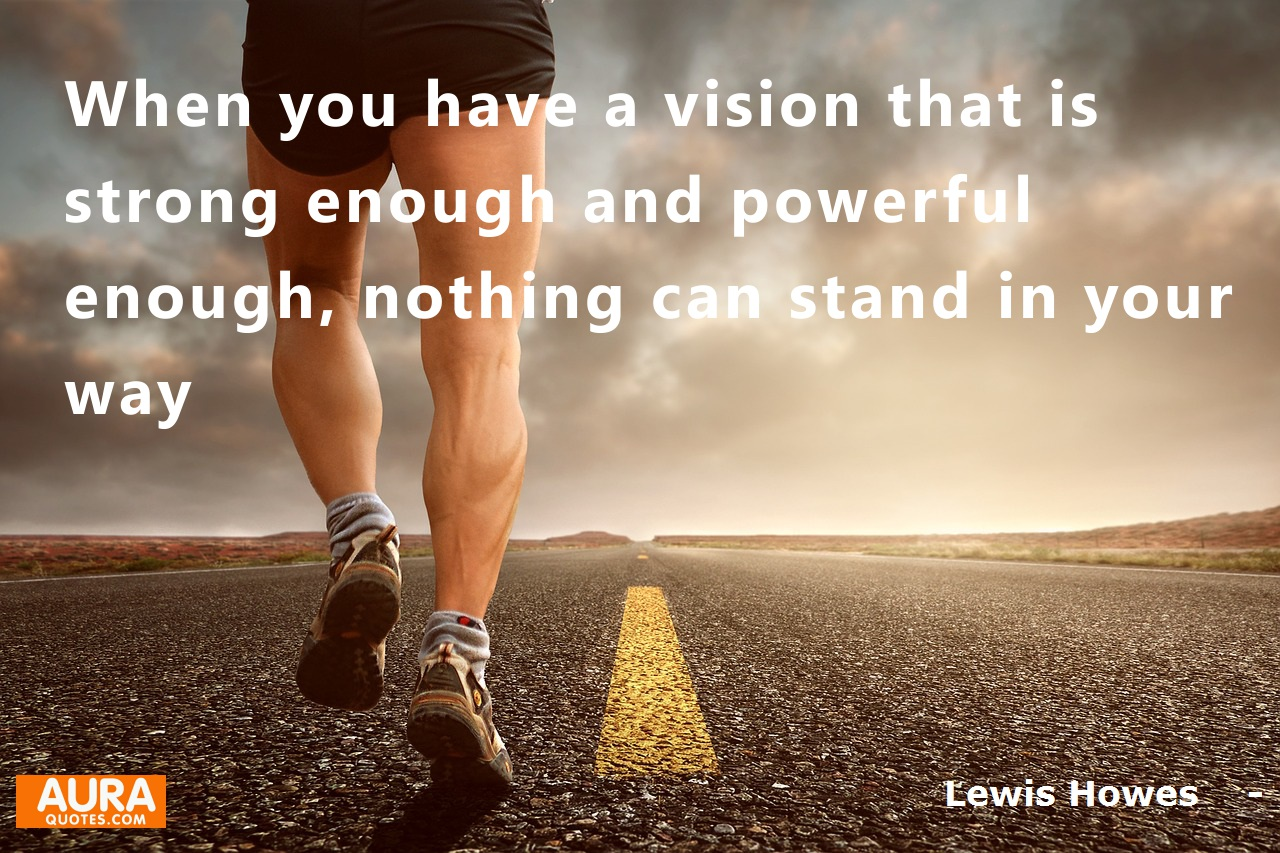 When you have a vision that is
strong enough and powerful
enough, nothing can stand in your
way
AURA
QUOTES.COM
Lewis Howes -